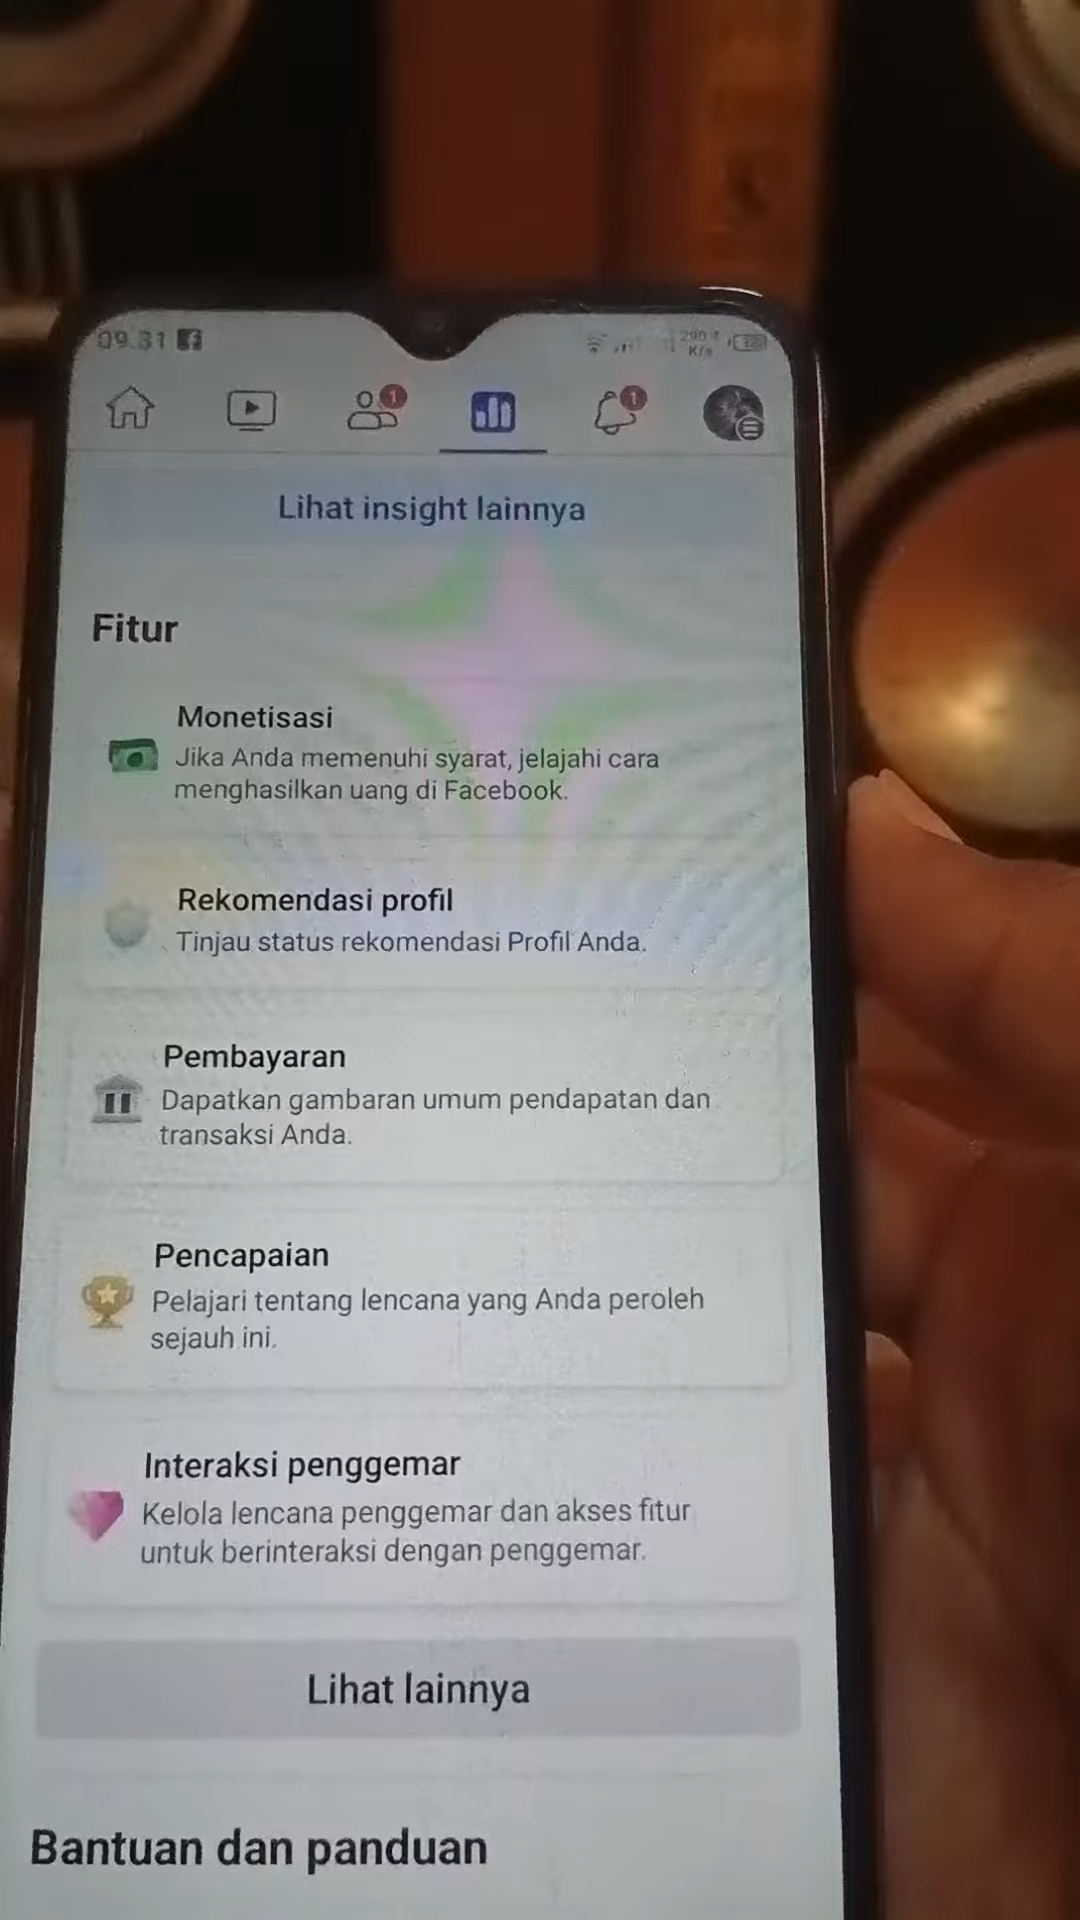 09.31
1
1
Lihat insight lainnya
Fitur
Monetisasi
Jika Anda memenuhi syarat, jelajahi cara
menghasilkan uang di Facebook.
Rekomendasi profil
Tinjau status rekomendasi Profil Anda.
Pembayaran
Dapatkan gambaran umum pendapatan dan
transaksi Anda.
Pencapaian
Pelajari tentang lencana yang Anda peroleh
sejauh ini.
Interaksi penggemar
Kelola lencana penggemar dan akses fitur
untuk berinteraksi dengan penggemar.
Lihat lainnya
Bantuan dan panduan